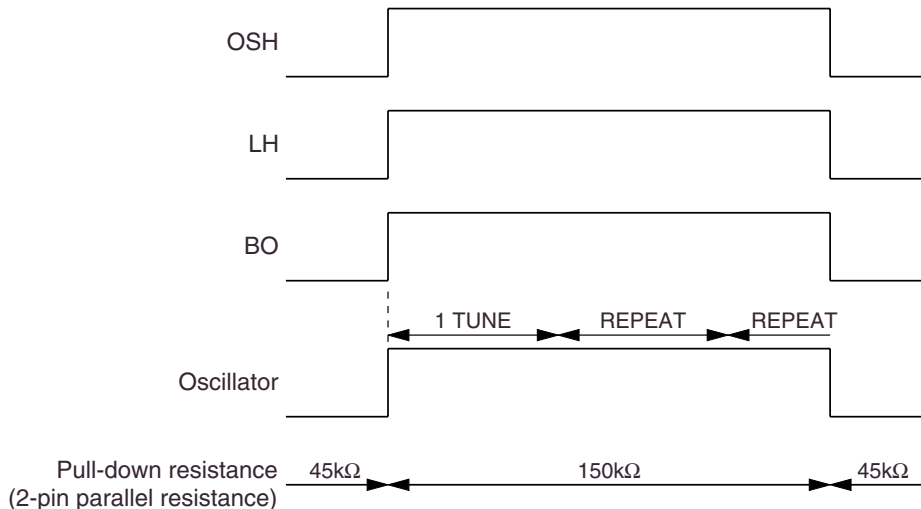 OSH
LH
BO
1 TUNE REPEAT REPEAT
Oscillator
Pull-down resistance 45kΩ 150kΩ 45kΩ
(2-pin parallel resistance)